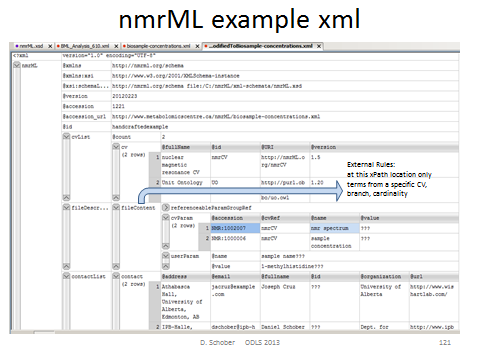 nmrML example xml
nmrML.xsd BML_Analysis_610.xml biosample-concentrations.xml ...odifiedToBiosample-concentrations.xml
<?xml version="1.0" encoding="UTF-8"
nmrML @xmlns http://nmrml.org/schema
@xmlns:xsi http://www.w3.org/2001/XMLSchema-instance
@xsi:schemaL... http://nmrml.org/schema file:/C:/nmrML/xml-schemata/nmrML.xsd
@version 20120223
@accession 1221
@accession_url http://www.metabolomicscentre.ca/nmrML/biosample-concentrations.xml
@id handcraftedexample
cvList @count 2
cv @fullName @id @URI @version
(2 rows) 1 nuclear nmrCV http://nmrML.o 1.5
magnetic rg/nmrCV
resonance CV
2 Unit Ontology UO http://purl.ob 1.20
bo/uo.owl
External Rules:
at this xPath location only
terms from a specific CV,
branch, cardinality
fileDescr... fileContent referenceableParamGroupRef
cvParam @accession @cvRef @name @value
(2 rows) 1 NMR:1002007 nmrCV nmr spectrum ???
2 NMR:1000006 nmrCV sample ???
concentration
userParam @name sample name???
@value 1-methylhistidine???
contactList contact @address @email @fullname @id @organization @url
(2 rows) 1 Athabasca jacruz@example Joseph Cruz ??? University of http://www.wis
Hall, .com Alberta hartlab.com/
University of
Alberta,
Edmonton, AB
2 IPB-Halle, dschober@ipb-h Daniel Schober ??? Dept. for http://www.ipb
D. Schober ODLS 2013 121